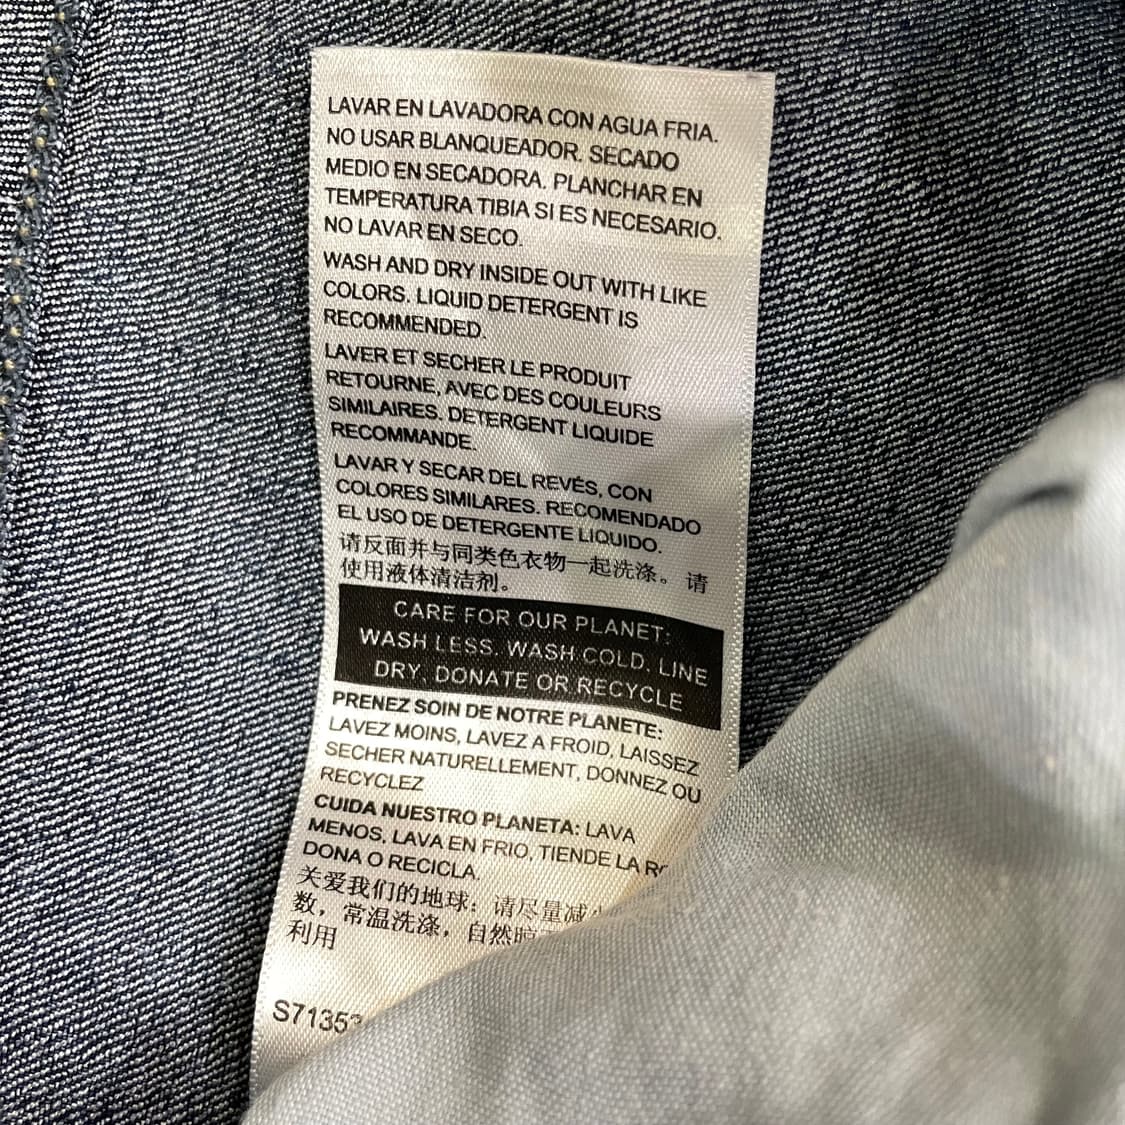 LAVAR EN LAVADORA CON AGUA FRIA.
NO USAR BLANQUEADOR. SECADO
MEDIO EN SECADORA. PLANCHAR EN
TEMPERATURA TIBIA SI ES NECESARIO.
NO LAVAR EN SECO.
WASH AND DRY INSIDE OUT WITH LIKE
COLORS. LIQUID DETERGENT IS
RECOMMENDED.
LAVER ET SECHER LE PRODUIT
RETOURNE, AVEC DES COULEURS
SIMILAIRES. DETERGENT LIQUIDE
RECOMMANDE.
LAVAR Y SECAR DEL REVÉS, CON
COLORES SIMILARES. RECOMENDADO
EL USO DE DETERGENTE LIQUIDO.
请反面并与同类色衣物一起洗涤。请
使用液体清洁剂。
CARE FOR OUR PLANET:
WASH LESS. WASH COLD. LINE
DRY. DONATE OR RECYCLE
PRENEZ SOIN DE NOTRE PLANETE:
LAVEZ MOINS, LAVEZ A FROID, LAISSEZ
SECHER NATURELLEMENT, DONNEZ OU
RECYCLEZ
CUIDA NUESTRO PLANETA: LAVA
MENOS, LAVA EN FRIO, TIENDE LA
DONA O RECICLA.
关爱我们的地球：请尽量减
数，常温洗涤，自然
利用